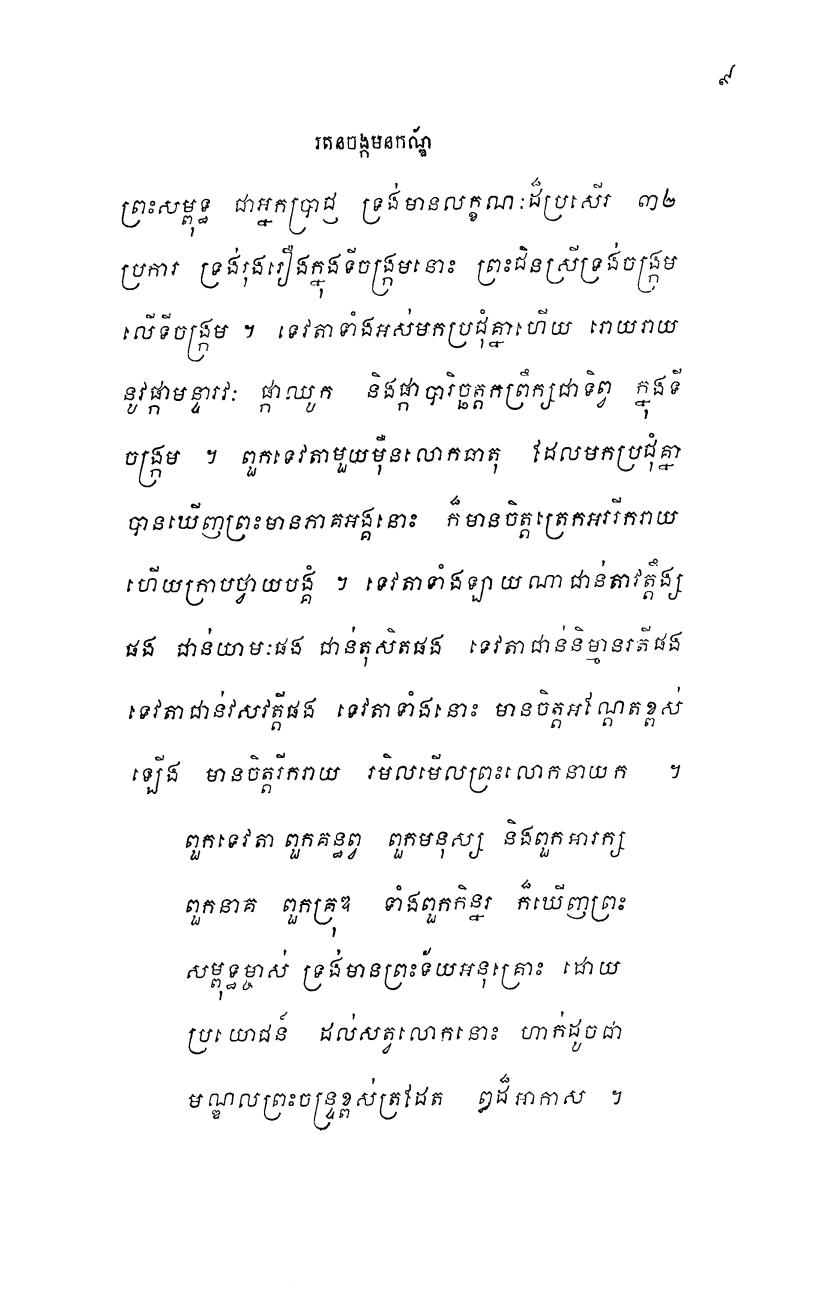 ៩
រតនចង្កមនកណ្ឌ័
ព្រះសម្ពុទ្ធ ជាអ្នកប្រាជ្ញ ទ្រង់មានលក្ខណៈដ៏ប្រសើរ ៣២
ប្រការ ទ្រង់រុងរឿងក្នុងទីចង្ក្រមនោះ ព្រះជិនស្រីទ្រង់ចង្ក្រម
លើទីចង្ក្រម ។ ទេវតាទាំងអស់មកប្រជុំគ្នាហើយ រោយរាយ
នូវផ្កាមន្ទារវៈ ផ្កាឈូក និងផ្កាបារិច្ឆត្តកព្រឹក្សជាទិព្វ ក្នុងទី
ចង្ក្រម ។ ពួកទេវតាមួយម៉ឺនលោកធាតុ ដែលមកប្រជុំគ្នា
បានឃើញព្រះមានភាគអង្គនោះ ក៏មានចិត្តត្រេកអររីករាយ
ហើយក្រាបថ្វាយបង្គំ ។ ទេវតាទាំងឡាយណាជាន់តាវត្តឹង្ស
ផង ជាន់យាមៈផង ជាន់តុសិតផង ទេវតាជាន់និម្មានរតីផង
ទេវតាជាន់វសវត្តីផង ទេវតាទាំងនោះ មានចិត្តអណ្តែតខ្ពស់
ឡើង មានចិត្តរីករាយ រមិលមើលព្រះលោកនាយក ។
ពួកទេវតា ពួកគន្ធព្វ ពួកមនុស្ស និងពួកអារក្ស
ពួកនាគ ពួកគ្រុឌ ទាំងពួកកិន្នរ ក៏ឃើញព្រះ
សម្ពុទ្ធម្ចាស់ ទ្រង់មានព្រះទ័យអនុគ្រោះ ដោយ
ប្រយោជន៍ ដល់សត្វលោកនោះ ហាក់ដូចជា
មណ្ឌលព្រះចន្ទ្រខ្ពស់ត្រដែត ឰដ៏អាកាស ។